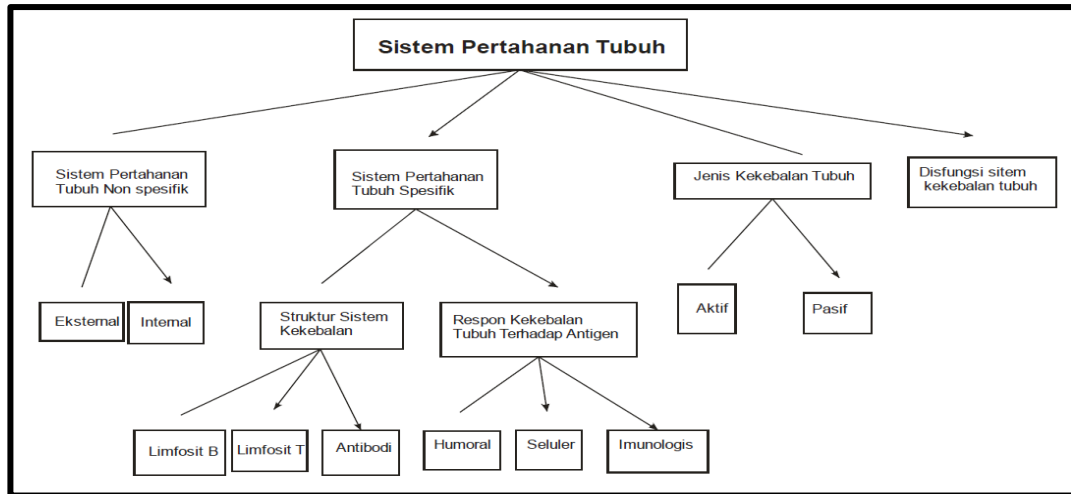 Sistem Pertahanan Tubuh
Sistem Pertahanan
Tubuh Non spesifik
Sistem Pertahanan
Tubuh Spesifik
Jenis Kekebalan Tubuh
Disfungsi sitem
kekebalan tubuh
Eksternal
Internal
Struktur Sistem
Kekebalan
Respon Kekebalan
Tubuh Terhadap Antigen
Aktif
Pasif
Limfosit B
Limfosit T
Antibodi
Humoral
Seluler
Imunologis